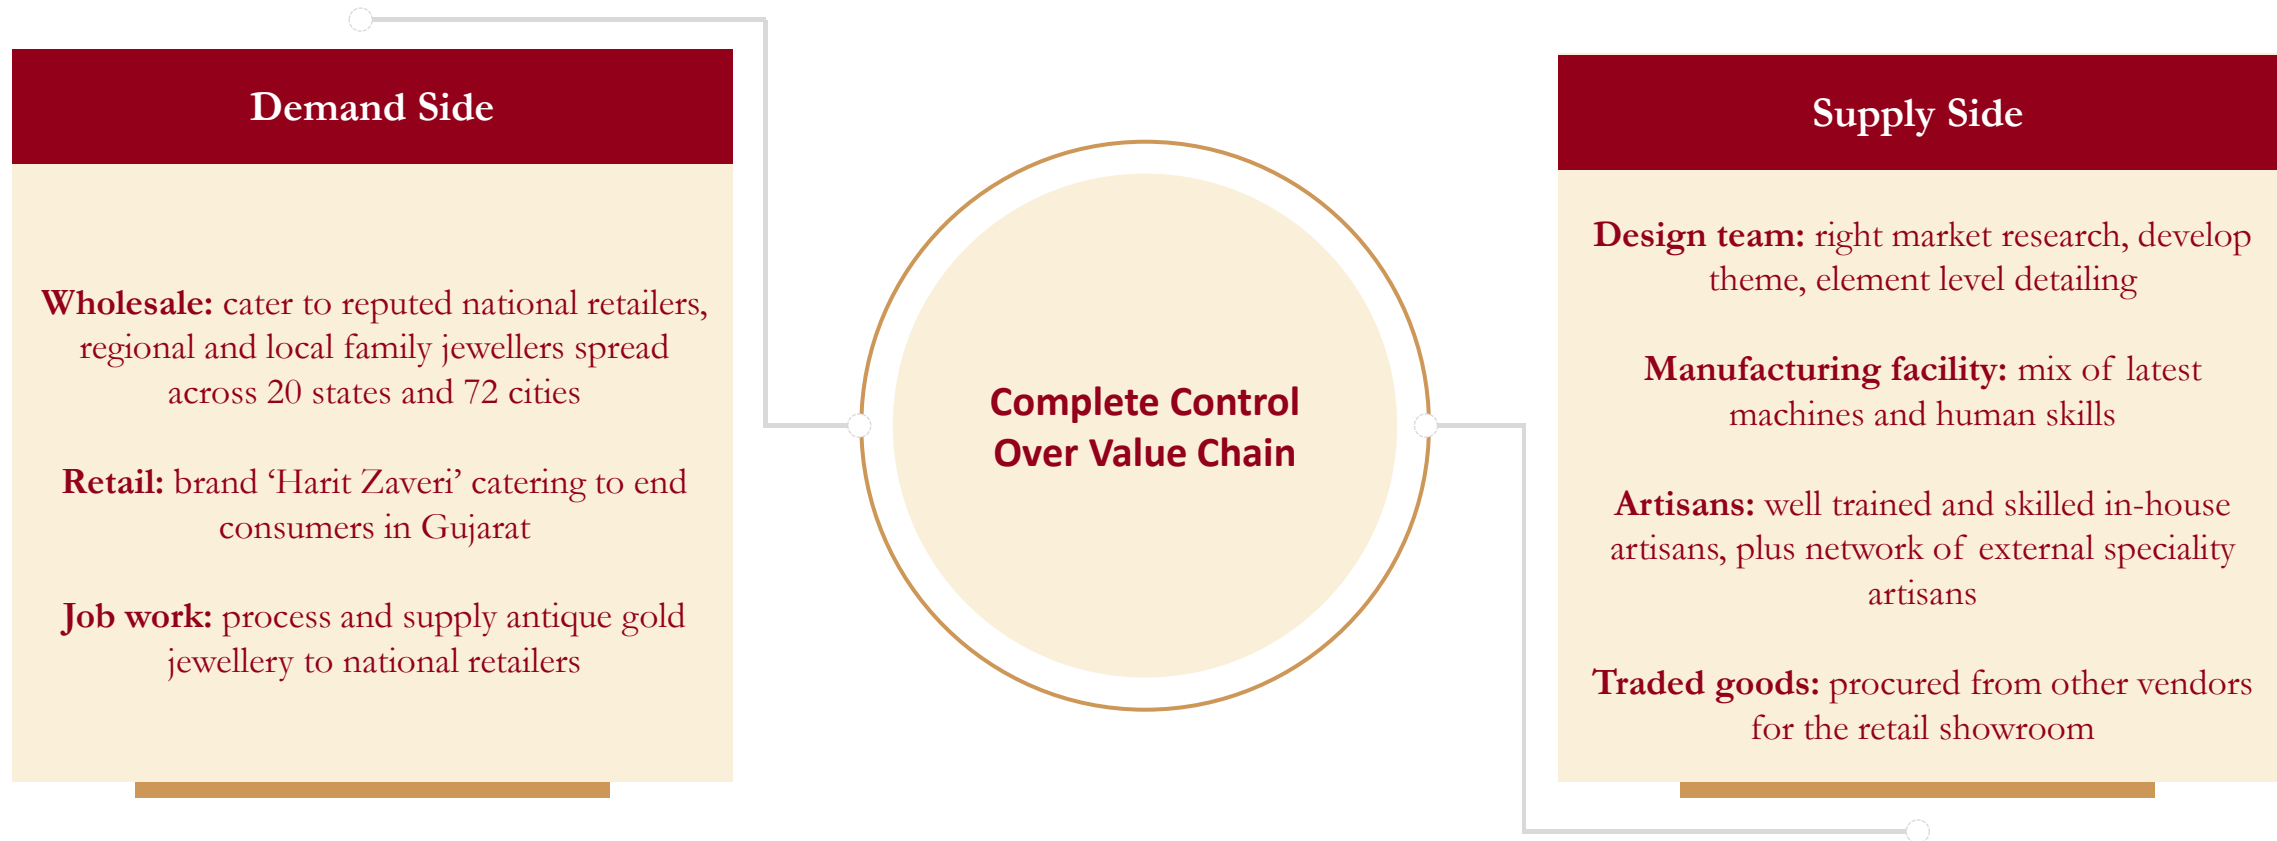 Demand Side
Wholesale: cater to reputed national retailers,
regional and local family jewellers spread
across 20 states and 72 cities
Retail: brand ‘Harit Zaveri’ catering to end
consumers in Gujarat
Job work: process and supply antique gold
jewellery to national retailers
Complete Control
Over Value Chain
Supply Side
Design team: right market research, develop
theme, element level detailing
Manufacturing facility: mix of latest
machines and human skills
Artisans: well trained and skilled in-house
artisans, plus network of external speciality
artisans
Traded goods: procured from other vendors
for the retail showroom